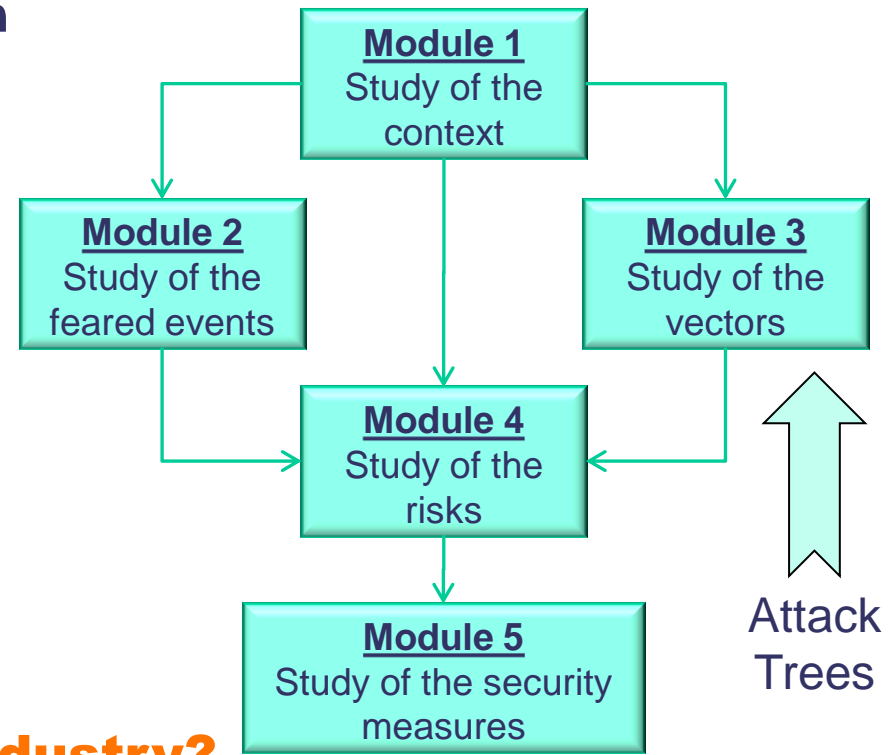 Module 1
Study of the
context
Module 2
Study of the
feared events
Module 3
Study of the
vectors
Module 4
Study of the
risks
Attack
Trees
Module 5
Study of the security
measures